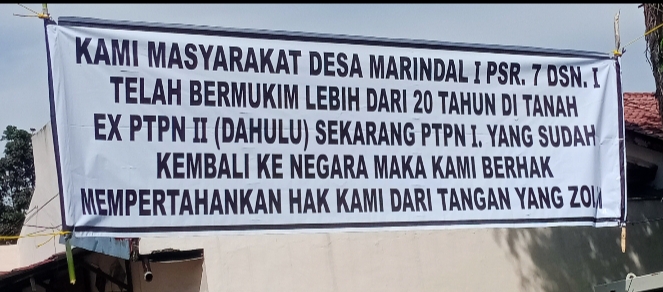 KAMI MASYARAKAT DESA MARINDAL I PSR. 7 DSN. I
TELAH BERMUKIM LEBIH DARI 20 TAHUN DI TANAH
EX PTPN II (DAHULU) SEKARANG PTPN I. YANG SUDAH
KEMBALI KE NEGARA MAKA KAMI BERHAK
MEMPERTAHANKAN HAK KAMI DARI TANGAN YANG